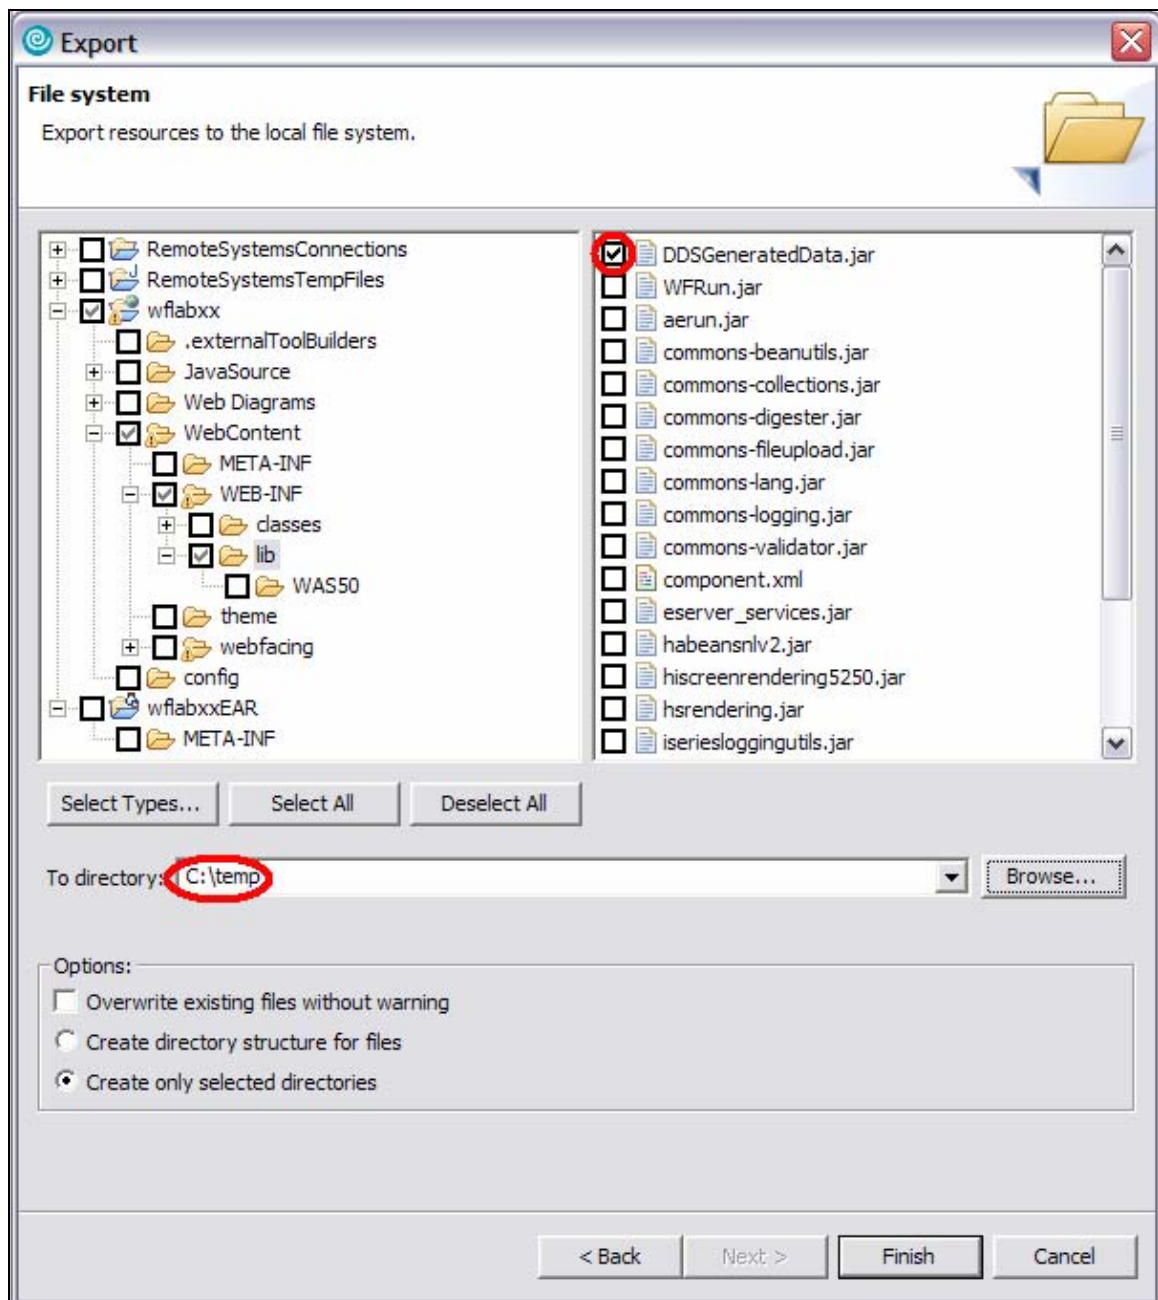 Export
File system
Export resources to the local file system.
RemoteSystemsConnections
RemoteSystemsTempFiles
wflabxx
.externalToolBuilders
JavaSource
Web Diagrams
WebContent
META-INF
WEB-INF
classes
lib
WAS50
theme
webfacing
config
wflabxxEAR
META-INF
DDSGeneratedData.jar
WFRun.jar
aerun.jar
commons-beanutils.jar
commons-collections.jar
commons-digester.jar
commons-fileupload.jar
commons-lang.jar
commons-logging.jar
commons-validator.jar
component.xml
eserver_services.jar
habeansnlv2.jar
hiscreenrendering5250.jar
hsrendering.jar
iseriesloggingutils.jar
Select Types...
Select All
Deselect All
To directory: C:\temp
Browse...
Options:
Overwrite existing files without warning
Create directory structure for files
Create only selected directories
< Back
Next >
Finish
Cancel